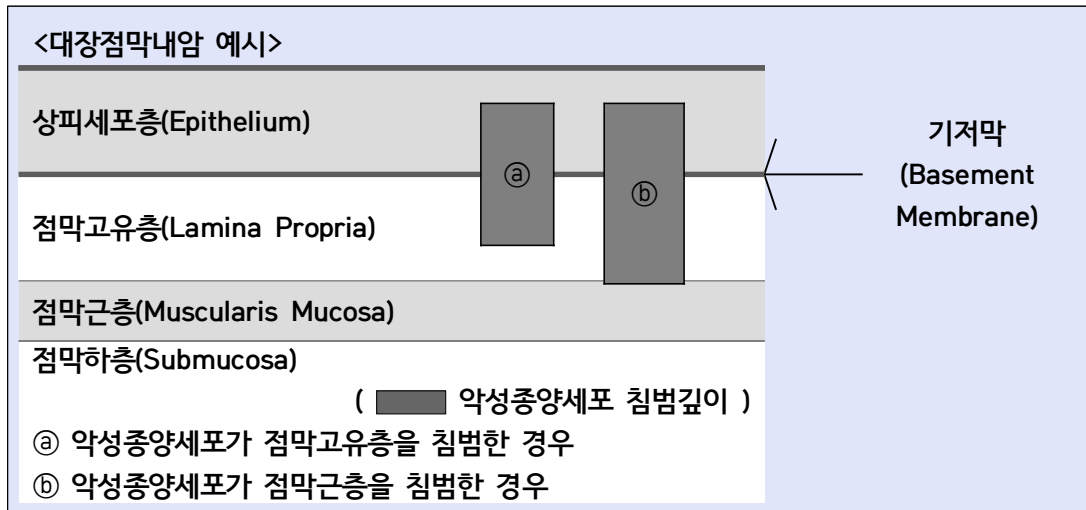 <대장점막내암 예시>
상피세포층(Epithelium)
ⓐ
ⓑ
기저막
(Basement
Membrane)
점막고유층(Lamina Propria)
점막근층(Muscularis Mucosa)
점막하층(Submucosa)
( 악성종양세포 침범깊이 )
ⓐ 악성종양세포가 점막고유층을 침범한 경우
ⓑ 악성종양세포가 점막근층을 침범한 경우